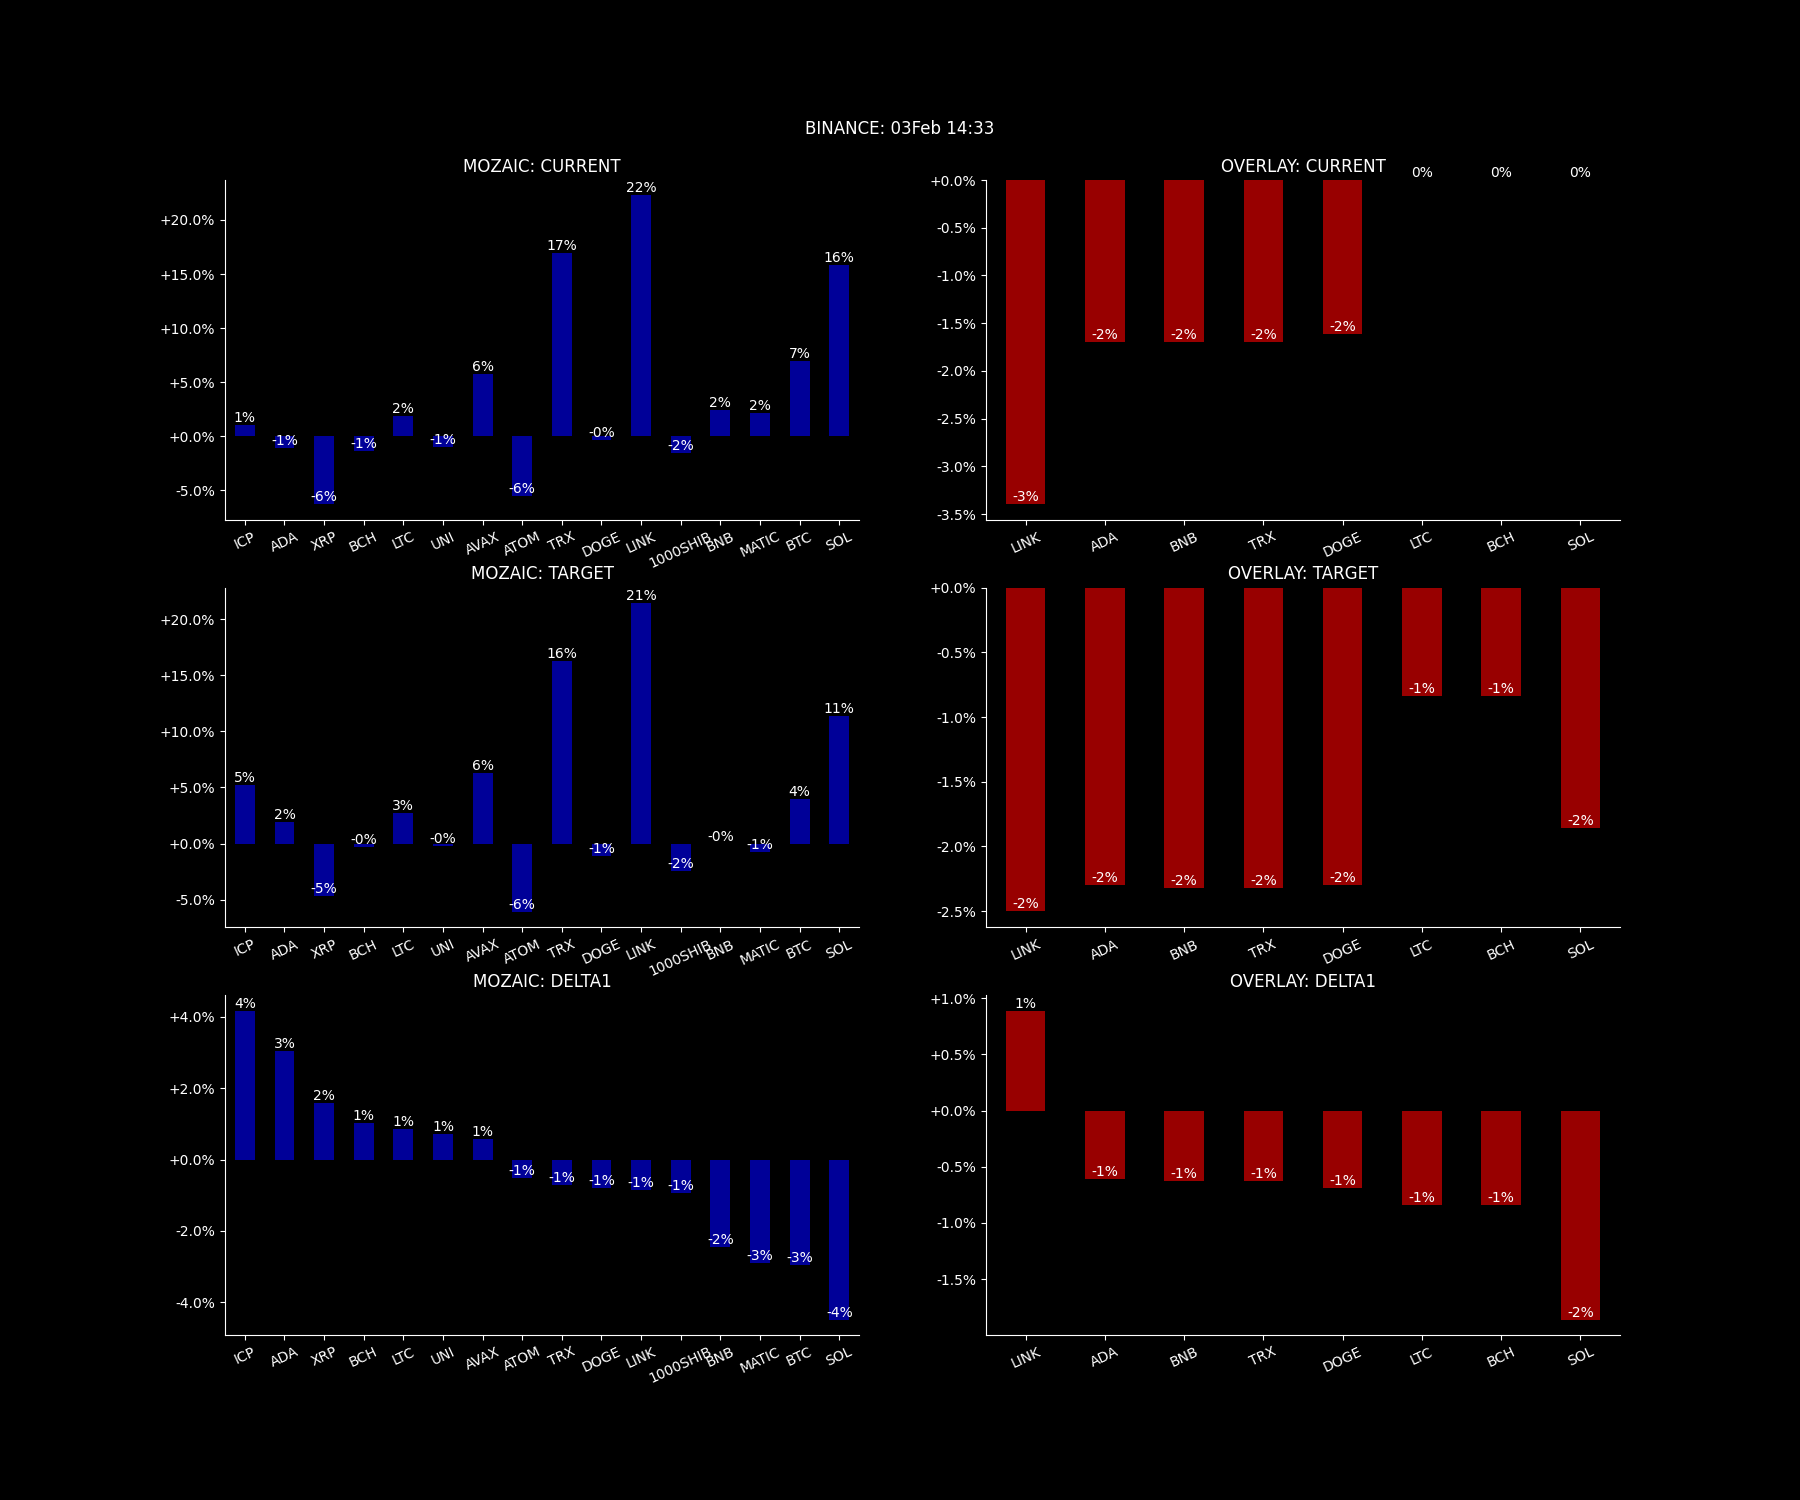 BINANCE: 03Feb 14:33
MOZAIC: CURRENT
+20.0%
+15.0%
+10.0%
+5.0%
+0.0%
-5.0%
1% -1% -6% -1% 2% -1% 6% -6% 17% -0% 22% -2% 2% 2% 7% 16%
ICP ADA XRP BCH LTC UNI AVAX ATOM TRX DOGE LINK 1000SHIB BNB MATIC BTC SOL
OVERLAY: CURRENT
+0.0%
-0.5%
-1.0%
-1.5%
-2.0%
-2.5%
-3.0%
-3.5%
-3% -2% -2% -2% -2% 0% 0% 0%
LINK ADA BNB TRX DOGE LTC BCH SOL
MOZAIC: TARGET
+20.0%
+15.0%
+10.0%
+5.0%
+0.0%
-5.0%
5% 2% -5% -0% 3% -0% 6% -6% 16% -1% 21% -2% -0% -1% 4% 11%
ICP ADA XRP BCH LTC UNI AVAX ATOM TRX DOGE LINK 1000SHIB BNB MATIC BTC SOL
OVERLAY: TARGET
+0.0%
-0.5%
-1.0%
-1.5%
-2.0%
-2.5%
-2% -2% -2% -2% -2% -1% -1% -2%
LINK ADA BNB TRX DOGE LTC BCH SOL
MOZAIC: DELTA1
+4.0%
+2.0%
+0.0%
-2.0%
-4.0%
4% 3% 2% 1% 1% 1% 1% -1% -1% -1% -1% -1% -2% -3% -3% -4%
ICP ADA XRP BCH LTC UNI AVAX ATOM TRX DOGE LINK 1000SHIB BNB MATIC BTC SOL
OVERLAY: DELTA1
+1.0%
+0.5%
+0.0%
-0.5%
-1.0%
-1.5%
1% -1% -1% -1% -1% -1% -1% -2%
LINK ADA BNB TRX DOGE LTC BCH SOL